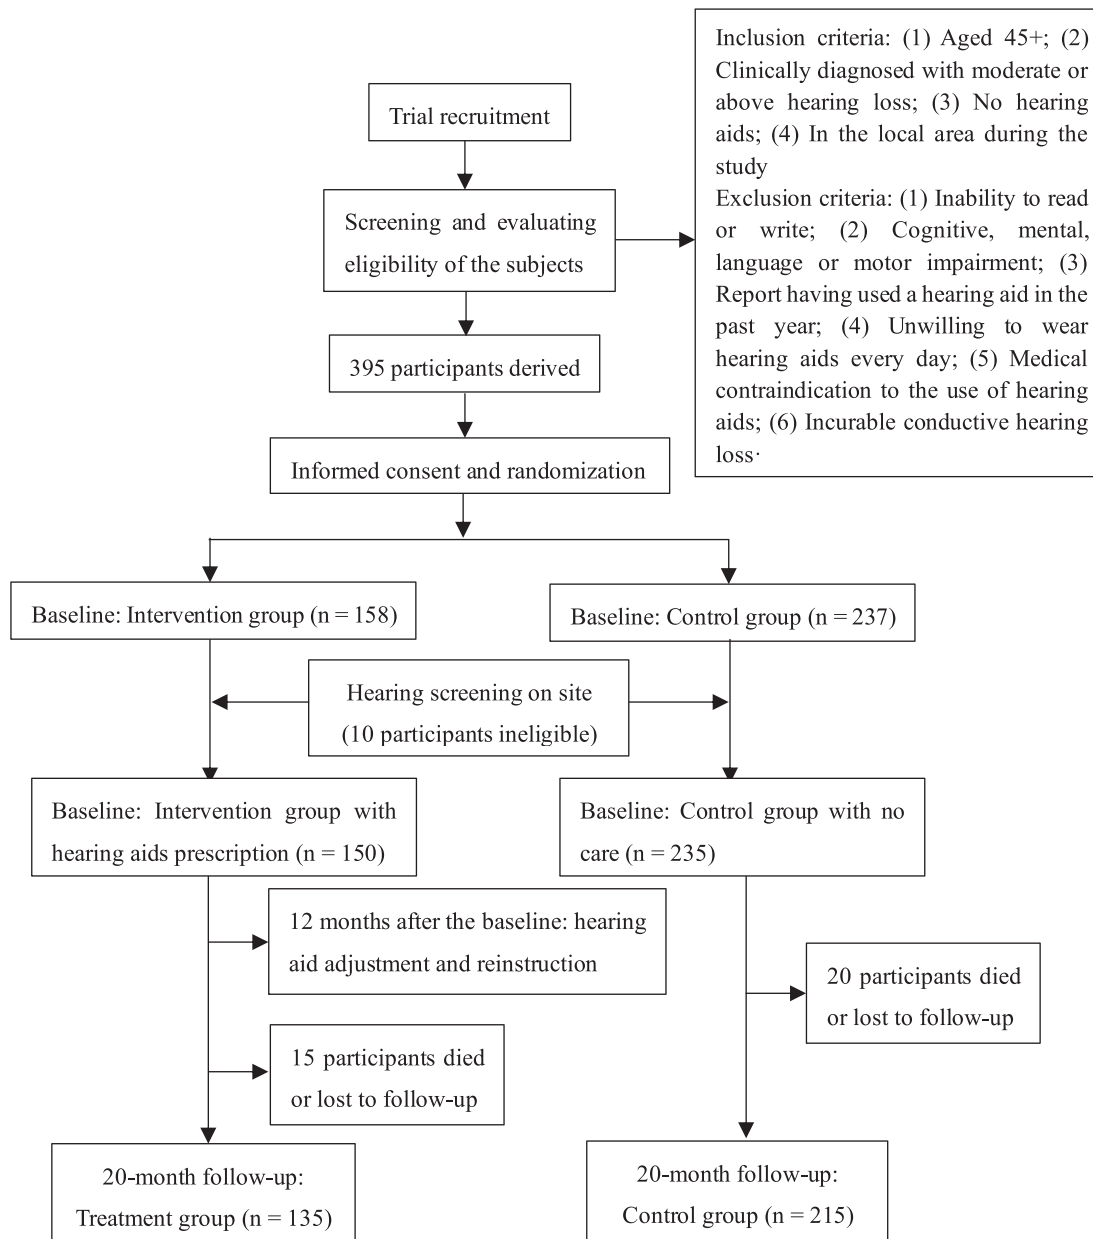 Trial recruitment
Screening and evaluating
eligibility of the subjects
Inclusion criteria: (1) Aged 45+; (2)
Clinically diagnosed with moderate or
above hearing loss; (3) No hearing
aids; (4) In the local area during the
study
Exclusion criteria: (1) Inability to read
or write; (2) Cognitive, mental,
language or motor impairment; (3)
Report having used a hearing aid in the
past year; (4) Unwilling to wear
hearing aids every day; (5) Medical
contraindication to the use of hearing
aids; (6) Incurable conductive hearing
loss·
395 participants derived
Informed consent and randomization
Baseline: Intervention group (n = 158)
Baseline: Control group (n = 237)
Hearing screening on site
(10 participants ineligible)
Baseline: Intervention group with
hearing aids prescription (n = 150)
Baseline: Control group with no
care (n = 235)
12 months after the baseline: hearing
aid adjustment and reinstruction
20 participants died
or lost to follow-up
15 participants died
or lost to follow-up
20-month follow-up:
Treatment group (n = 135)
20-month follow-up:
Control group (n = 215)